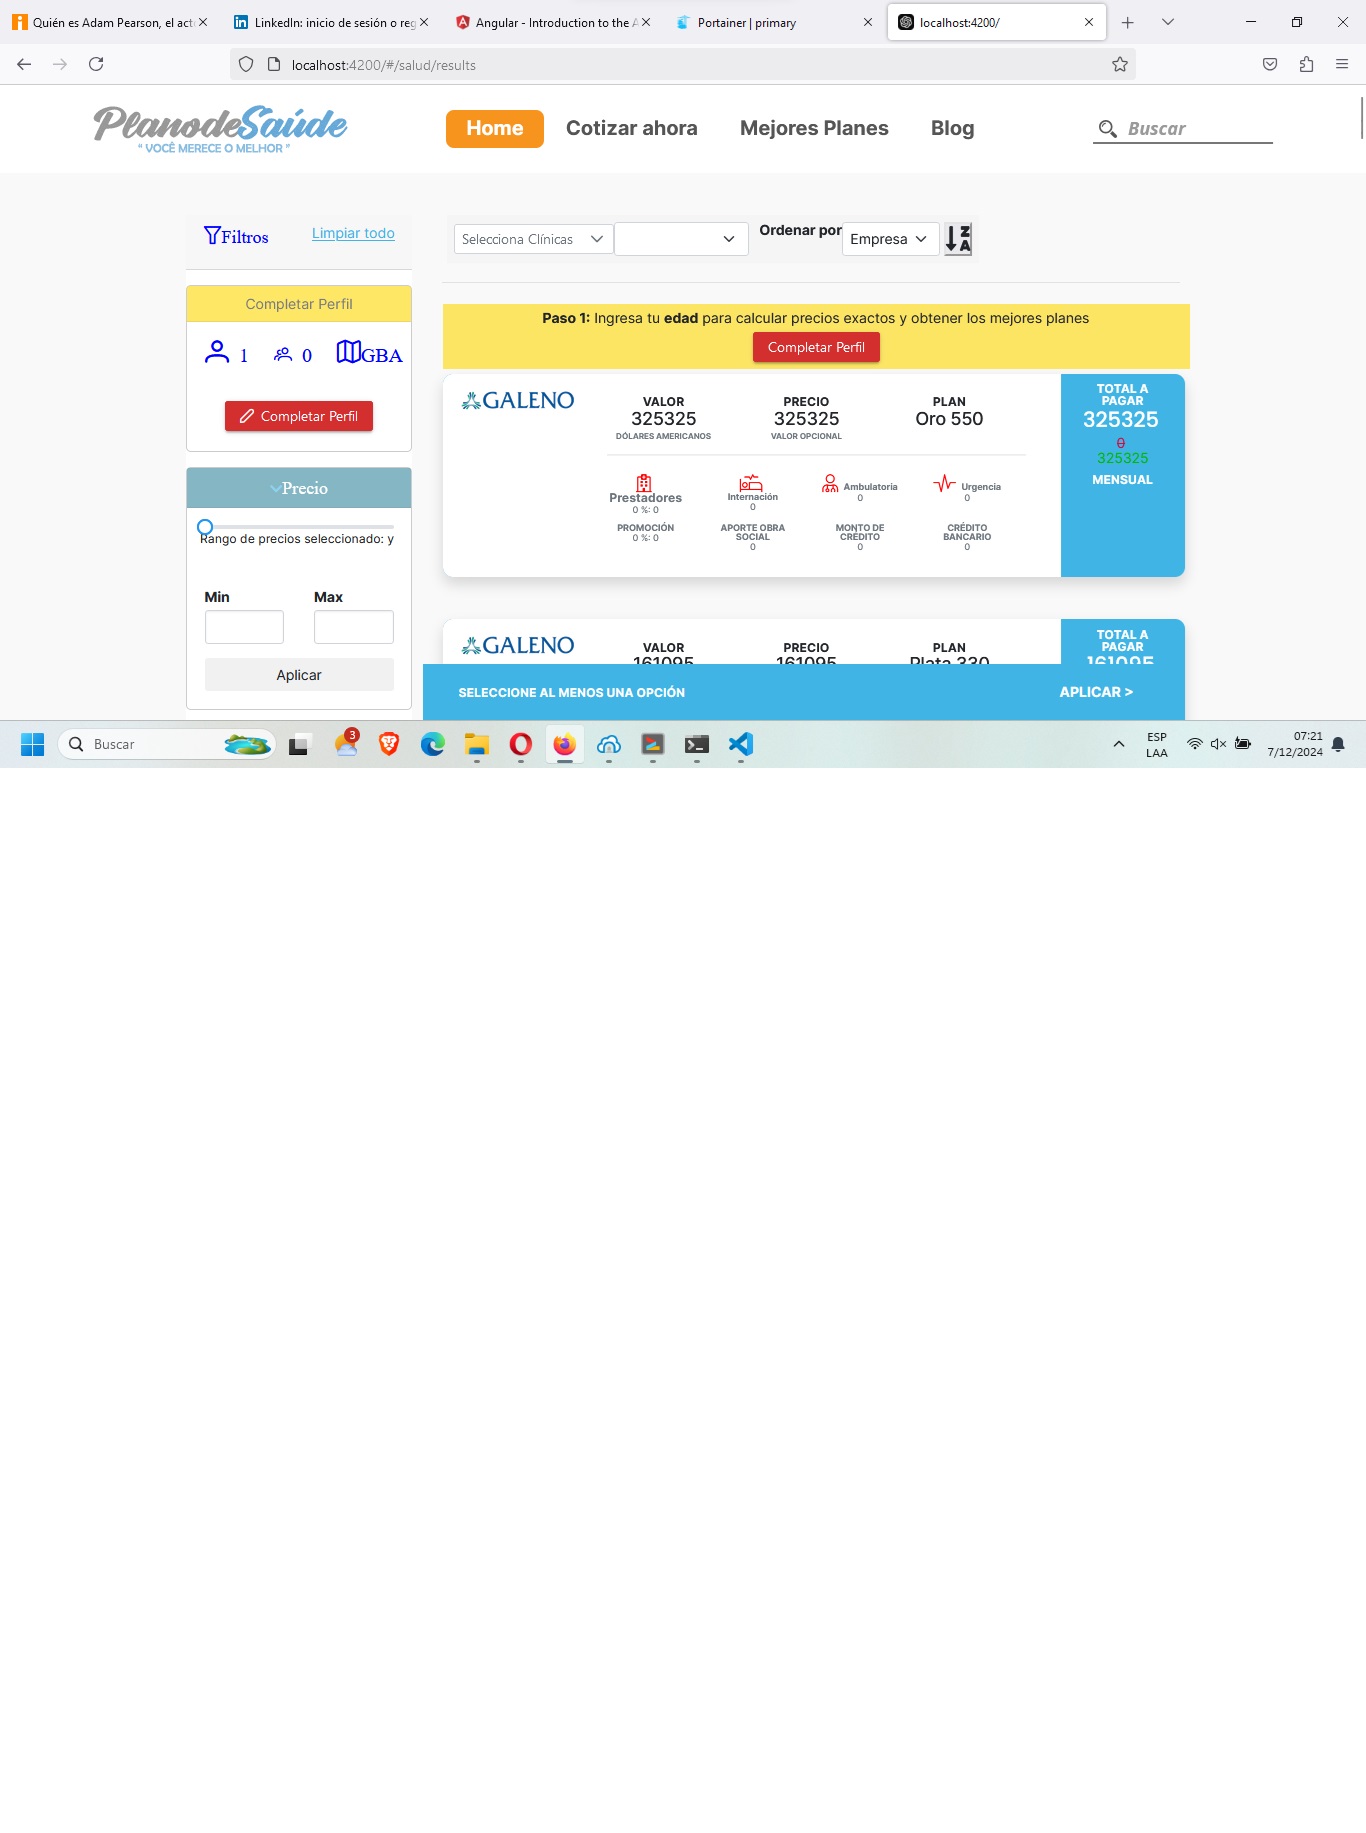 Quién es Adam Pearson, el acto
LinkedIn: inicio de sesión o reg
Angular - Introduction to the A
Portainer | primary
localhost:4200/
localhost:4200/#/salud/results
PlanodeSaúde
" VOCÊ MERECE O MELHOR "
Home
Cotizar ahora
Mejores Planes
Blog
Buscar
Filtros
Limpiar todo
Selecciona Clínicas
Ordenar por
Empresa
Z
A
Completar Perfil
1
0
GBA
Completar Perfil
Precio
Rango de precios seleccionado: y
Min
Max
Aplicar
Paso 1: Ingresa tu edad para calcular precios exactos y obtener los mejores planes
Completar Perfil
GALENO
VALOR
325325
DÓLARES AMERICANOS
PRECIO
325325
VALOR OPCIONAL
PLAN
Oro 550
Prestadores
0 %: 0
Internación
0
Ambulatoria
0
Urgencia
0
PROMOCIÓN
0 %: 0
APORTE OBRA
SOCIAL
0
MONTO DE
CRÉDITO
0
CRÉDITO
BANCARIO
0
TOTAL A
PAGAR
325325
0
325325
MENSUAL
GALENO
VALOR
161095
PRECIO
161095
PLAN
Plata 330
TOTAL A
PAGAR
161095
SELECCIONE AL MENOS UNA OPCIÓN
APLICAR >
Buscar
3
ESP
LAA
07:21
7/12/2024